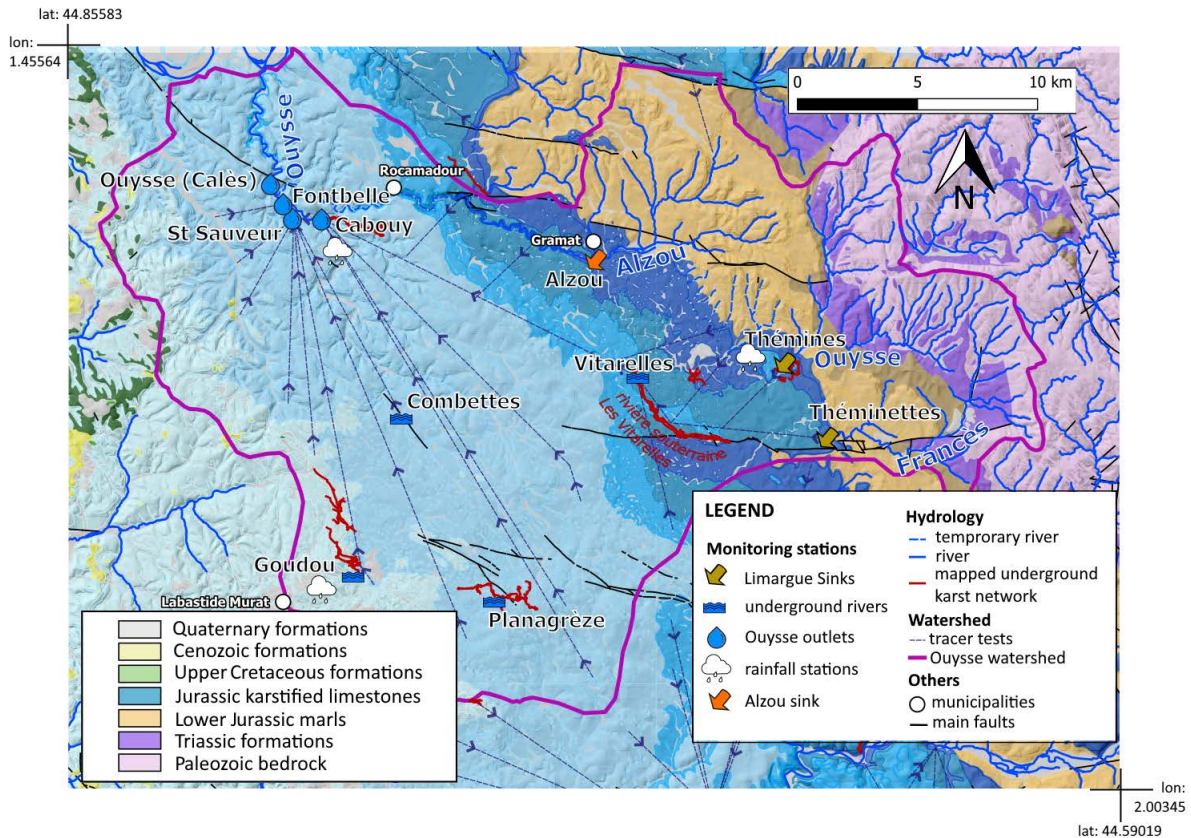 lat: 44.85583
lon:
1.45564
0 5 10 km
N
Ouysse
Rocamadour
Ouysse (Calès)
Fontbelle
Cabouy
St Sauveur
Gramat
Alzou
Alzou
Thémines
Ouysse
Vitarelles
rivière souterraine
Les Vitarelles
Combettes
Théminettes
Francès
Goudou
Labastide Murat
Planagrèze
LEGEND
Monitoring stations
Limargue Sinks
underground rivers
Ouysse outlets
rainfall stations
Alzou sink
Hydrology
temprorary river
river
mapped underground
karst network
Watershed
tracer tests
Ouysse watershed
Others
municipalities
main faults
Quaternary formations
Cenozoic formations
Upper Cretaceous formations
Jurassic karstified limestones
Lower Jurassic marls
Triassic formations
Paleozoic bedrock
lon:
2.00345
lat: 44.59019